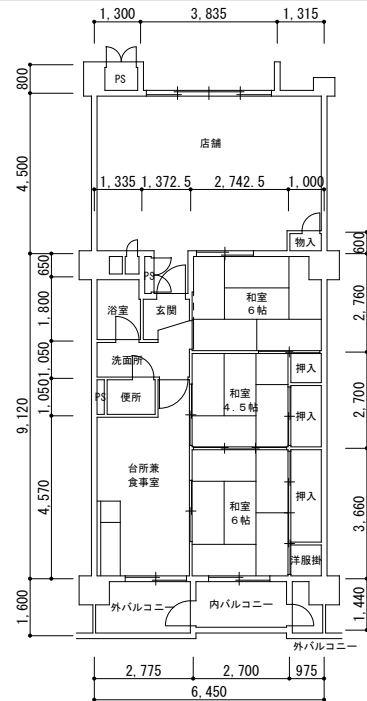 1,300
3,835
1,315
800
PS
4,500
店舗
1,335
1,372.5
2,742.5
1,000
物入
600
650
PS
浴室
玄関
和室
6帖
2,760
1,800
洗面所
1,050
押入
1,050
PS
便所
和室
4.5帖
押入
2,700
9,120
台所兼
食事室
4,570
和室
6帖
押入
3,660
洋服掛
外バルコニー
内バルコニー
1,600
1,440
外バルコニー
2,775
2,700
975
6,450